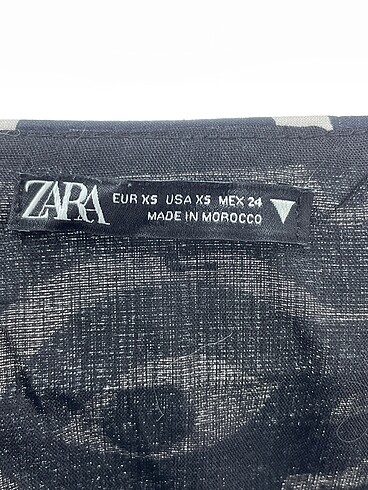 ZARA
EUR XS USA XS MEX 24
MADE IN MOROCCO